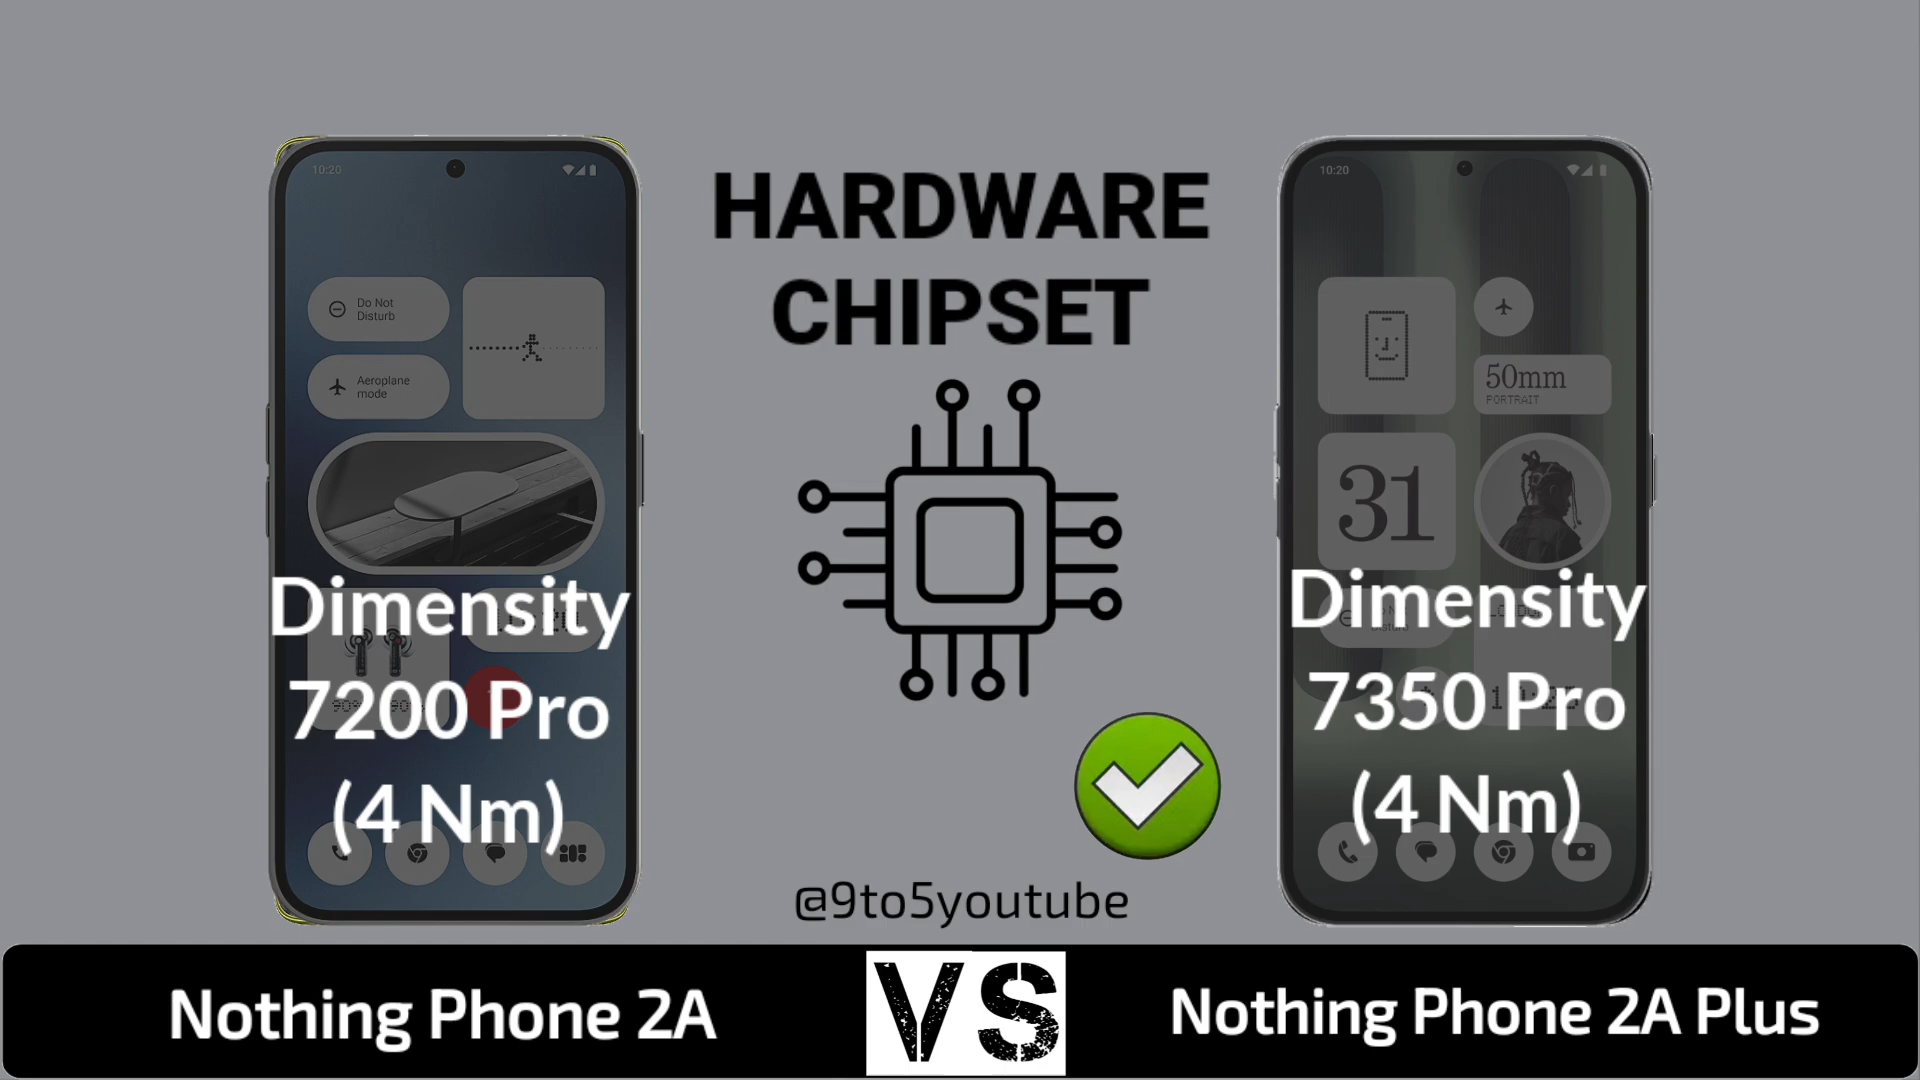 HARDWARE
CHIPSET
10:20
Do Not
Disturb
Aeroplane
mode
Dimensity
7200 Pro
(4 Nm)
10:20
50mm
PORTRAIT
31
Dimensity
7350 Pro
(4 Nm)
@9to5youtube
Nothing Phone 2A
VS
Nothing Phone 2A Plus